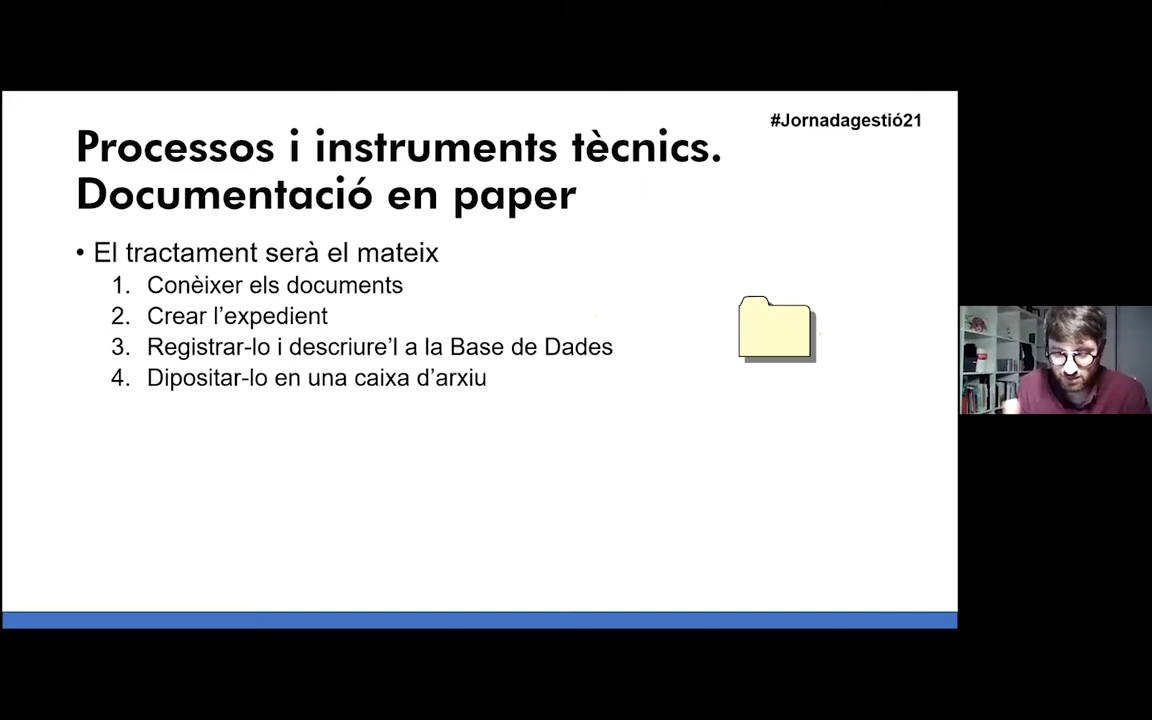 #Jornadagestió21
Processos i instruments tècnics.
Documentació en paper
• El tractament serà el mateix
1. Conèixer els documents
2. Crear l’expedient
3. Registrar-lo i descriure’l a la Base de Dades
4. Dipositar-lo en una caixa d’arxiu